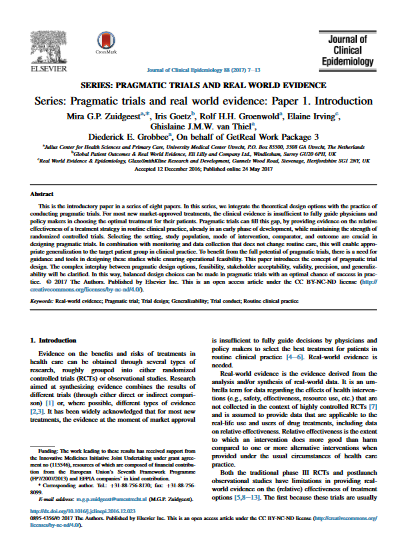 ELSEVIER
CrossMark
Journal of
Clinical
Epidemiology
Journal of Clinical Epidemiology 88 (2017) 7–13
SERIES: PRAGMATIC TRIALS AND REAL WORLD EVIDENCE
Series: Pragmatic trials and real world evidence: Paper 1. Introduction
Mira G.P. Zuidgeest a,*, Iris Goetz b, Rolf H.H. Groenwold a, Elaine Irving c,
Ghislaine J.M.W. van Thiel a,
Diederick E. Grobbee a, On behalf of GetReal Work Package 3
a Julius Center for Health Sciences and Primary Care, University Medical Center Utrecht, PO Box 85500, 3508 GA Utrecht, The Netherlands
b Global Patient Outcomes & Real World Evidence, Eli Lilly and Company Ltd., Windlesham, Surrey GU20 6PH, UK
c Real World Evidence & Epidemiology, GlaxoSmithKline Research and Development, Gunnels Wood Road, Stevenage, Hertfordshire SG1 2NY, UK
Accepted 12 December 2016; Published online 24 May 2017
Abstract
This is the introductory paper in a series of eight papers. In this series, we integrate the theoretical design options with the practice of
conducting pragmatic trials. For most new market-approved treatments, the clinical evidence is insufficient to fully guide physicians and
policy makers in choosing the optimal treatment for their patients. Pragmatic trials can fill this gap, by providing evidence on the relative
effectiveness of a treatment strategy in routine clinical practice, already in an early phase of development, while maintaining the strength of
randomized controlled trials. Selecting the setting, study population, mode of intervention, comparator, and outcome are crucial in
designing pragmatic trials. In combination with monitoring and data collection that does not change routine care, this will enable appro-
priate generalization to the target patient group in clinical practice. To benefit from the full potential of pragmatic trials, there is a need for
guidance and tools in designing these studies while ensuring operational feasibility. This paper introduces the concept of pragmatic trial
design. The complex interplay between pragmatic design options, feasibility, stakeholder acceptability, validity, precision, and generaliz-
ability will be clarified. In this way, balanced design choices can be made in pragmatic trials with an optimal chance of success in prac-
tice. © 2017 The Authors. Published by Elsevier Inc. This is an open access article under the CC BY-NC-ND license (http://
creativecommons.org/licenses/by-nc-nd/4.0/).
Keywords: Real-world evidence; Pragmatic trial; Trial design; Generalizability; Trial conduct; Routine clinical practice
1. Introduction
Evidence on the benefits and risks of treatments in
health care can be obtained through several types of
research, roughly grouped into either randomized
controlled trials (RCTs) or observational studies. Research
aimed at synthesizing evidence combines the results of
different trials (through either direct or indirect compari-
son) [1] or, where possible, different types of evidence
[2,3]. It has been widely acknowledged that for most new
treatments, the evidence at the moment of market approval
Funding: The work leading to these results has received support from
the Innovative Medicines Initiative Joint Undertaking under grant agree-
ment no [115546], resources of which are composed of financial contribu-
tion from the European Union's Seventh Framework Programme
(FP7/2007/2013) and EFPIA companies' in kind contribution.
* Corresponding author. Tel.: +31-88-756-8170; fax: +31-88-756-
8099.
E-mail address: m.g.p.zuidgeest@umcutrecht.nl (M.G.P. Zuidgeest).
is insufficient to fully guide decisions by physicians and
policy makers to select the best treatment for patients in
routine clinical practice [4–6]. Real-world evidence is
needed.
Real-world evidence is the evidence derived from the
analysis and/or synthesis of real-world data. It is an um-
brella term for data regarding the effects of health interven-
tions (e.g., safety, effectiveness, resource use, etc.) that are
not collected in the context of highly controlled RCTs [7]
and is assumed to provide data that are applicable to the
real-life use and users of drug treatments, including data
on relative effectiveness. Relative effectiveness is the extent
to which an intervention does more good than harm
compared to one or more alternative interventions when
provided under the usual circumstances of health care
practice.
Both the traditional phase III RCTs and postlaunch
observational studies have limitations in providing real-
world evidence on the (relative) effectiveness of treatment
options [5,8–13]. The first because these trials are usually
http://dx.doi.org/10.1016/j.jclinepi.2016.12.023
0895-4356/© 2017 The Authors. Published by Elsevier Inc. This is an open access article under the CC BY-NC-ND license (http://creativecommons.org/
licenses/by-nc-nd/4.0/).